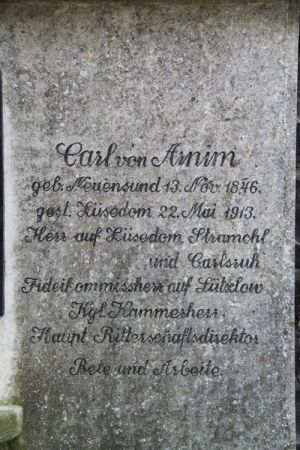 Carl von Arnim
geb. Neuensund 13. Nov. 1846.
gest. Züsedom 22. Mai 1913.
Herr auf Züsedom Stramehl
und Carlsruh
Fideikommissherr auf Lützlow
Kgl. Kammerherr.
Haupt Ritterschaftsdirektor
Bete und Arbeite.